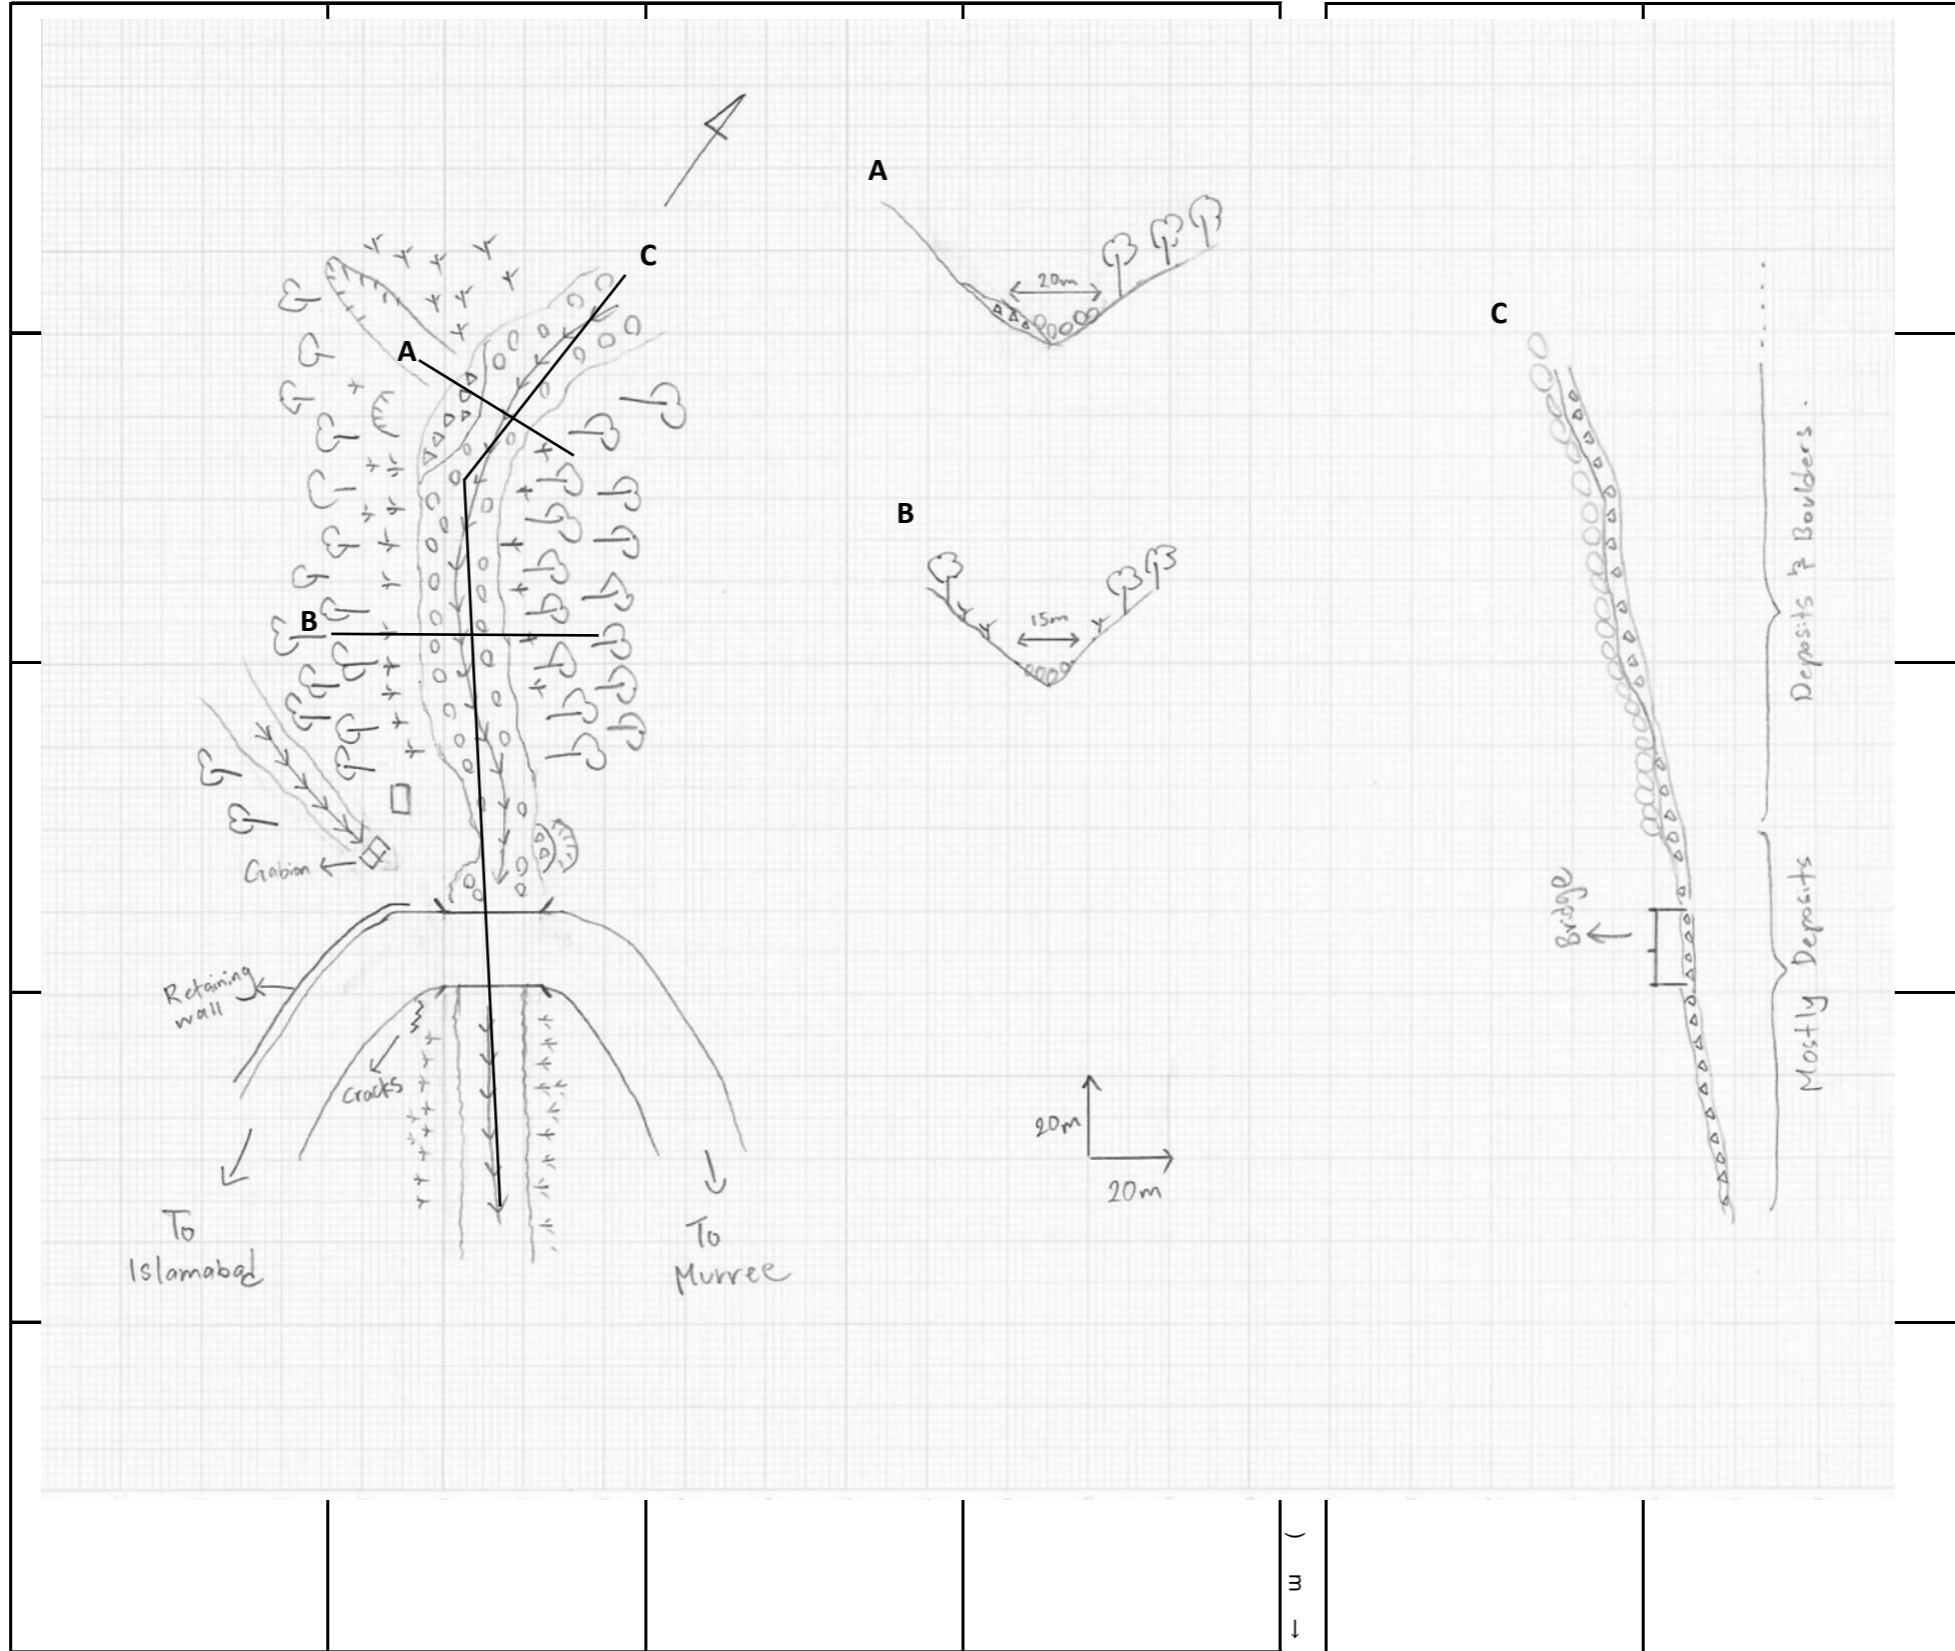 C
A
B
Gabion
Retaining
wall
Cracks
To
Islamabad
To
Murree
A
20m
B
15m
20m
20m
C
Deposits & Boulders.
Bridge
Mostly Deposits
) m ↓